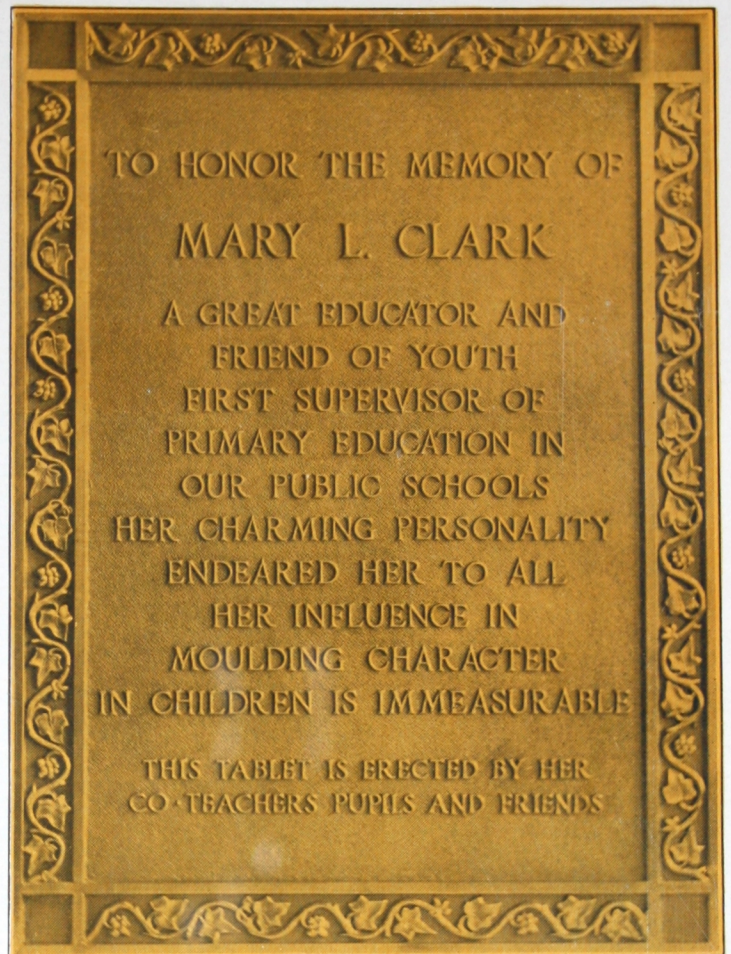 TO HONOR THE MEMORY OF
MARY L. CLARK
A GREAT EDUCATOR AND
FRIEND OF YOUTH
FIRST SUPERVISOR OF
PRIMARY EDUCATION IN
OUR PUBLIC SCHOOLS
HER CHARMING PERSONALITY
ENDEARED HER TO ALL
HER INFLUENCE IN
MOULDING CHARACTER
IN CHILDREN IS IMMEASURABLE
THIS TABLET IS ERECTED BY HER
CO·TEACHERS PUPILS AND FRIENDS